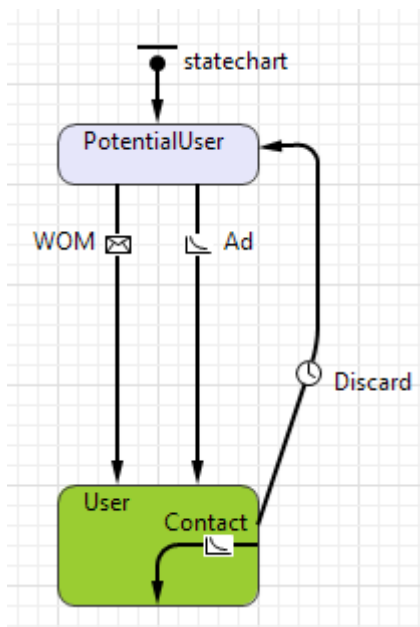 statechart
PotentialUser
WOM
Ad
Discard
User
Contact